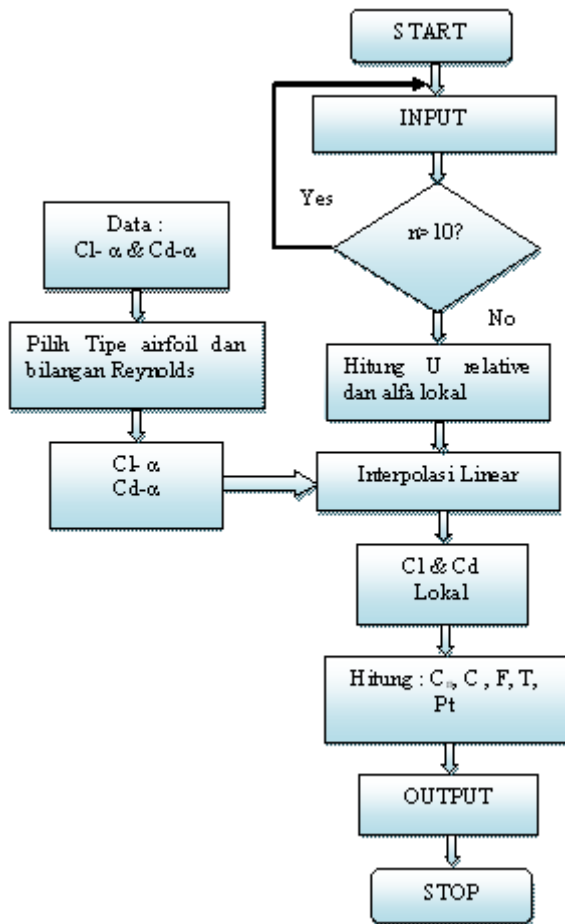 START
INPUT
Yes
n>10?
No
Data :
Cl- α & Cd-α
Pilih Tipe airfoil dan
bilangan Reynolds
Cl- α
Cd-α
Hitung U relative
dan alfa lokal
Interpolasi Linear
Cl & Cd
Lokal
Hitung : C , C , F, T,
Pt
OUTPUT
STOP